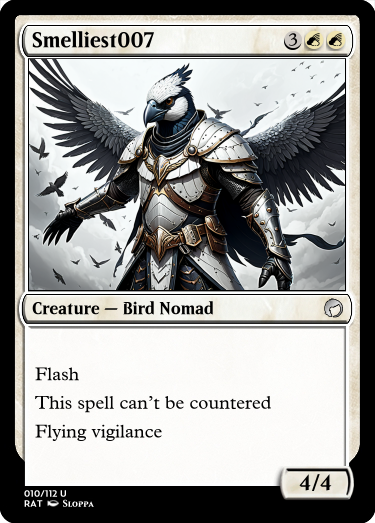 Smelliest007 3
Creature — Bird Nomad
Flash
This spell can't be countered
Flying vigilance
4/4
010/112 U
RAT Sloppa